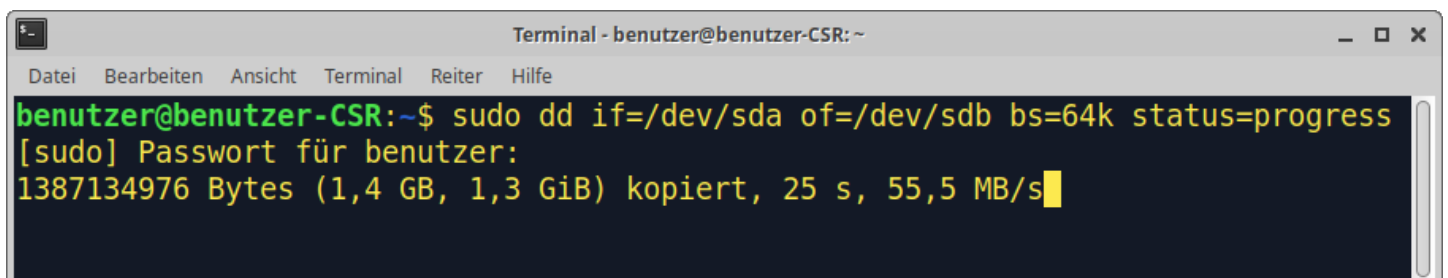 Terminal - benutzer@benutzer-CSR: ~
Datei Bearbeiten Ansicht Terminal Reiter Hilfe
benutzer@benutzer-CSR:~$ sudo dd if=/dev/sda of=/dev/sdb bs=64k status=progress
[sudo] Passwort für benutzer:
1387134976 Bytes (1,4 GB, 1,3 GiB) kopiert, 25 s, 55,5 MB/s